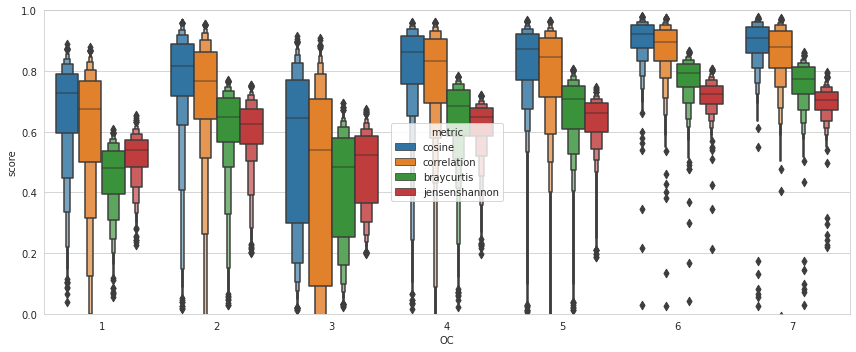 1.0
0.8
0.6
0.4
0.2
0.0
score
metric
cosine
correlation
braycurtis
jensenshannon
1 2 3 4 5 6 7
OC